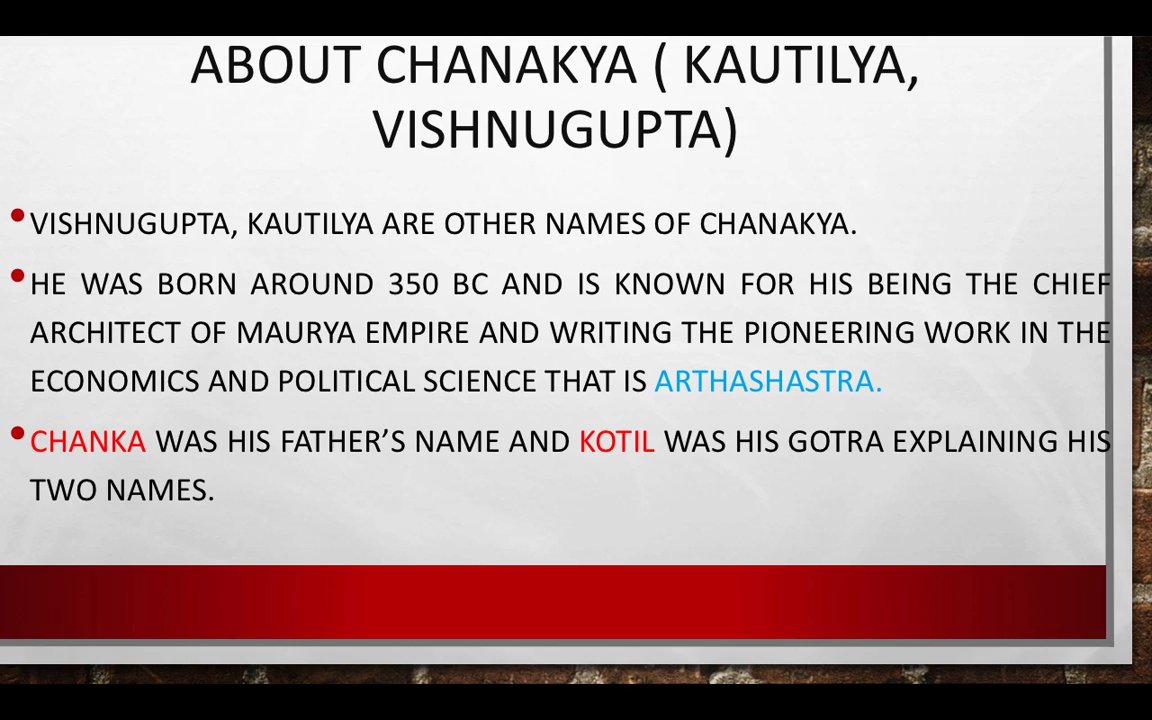 ABOUT CHANAKYA ( KAUTILYA,
VISHNUGUPTA)
• VISHNUGUPTA, KAUTILYA ARE OTHER NAMES OF CHANAKYA.
• HE WAS BORN AROUND 350 BC AND IS KNOWN FOR HIS BEING THE CHIEF
ARCHITECT OF MAURYA EMPIRE AND WRITING THE PIONEERING WORK IN THE
ECONOMICS AND POLITICAL SCIENCE THAT IS ARTHASHASTRA.
• CHANKA WAS HIS FATHER’S NAME AND KOTIL WAS HIS GOTRA EXPLAINING HIS
TWO NAMES.